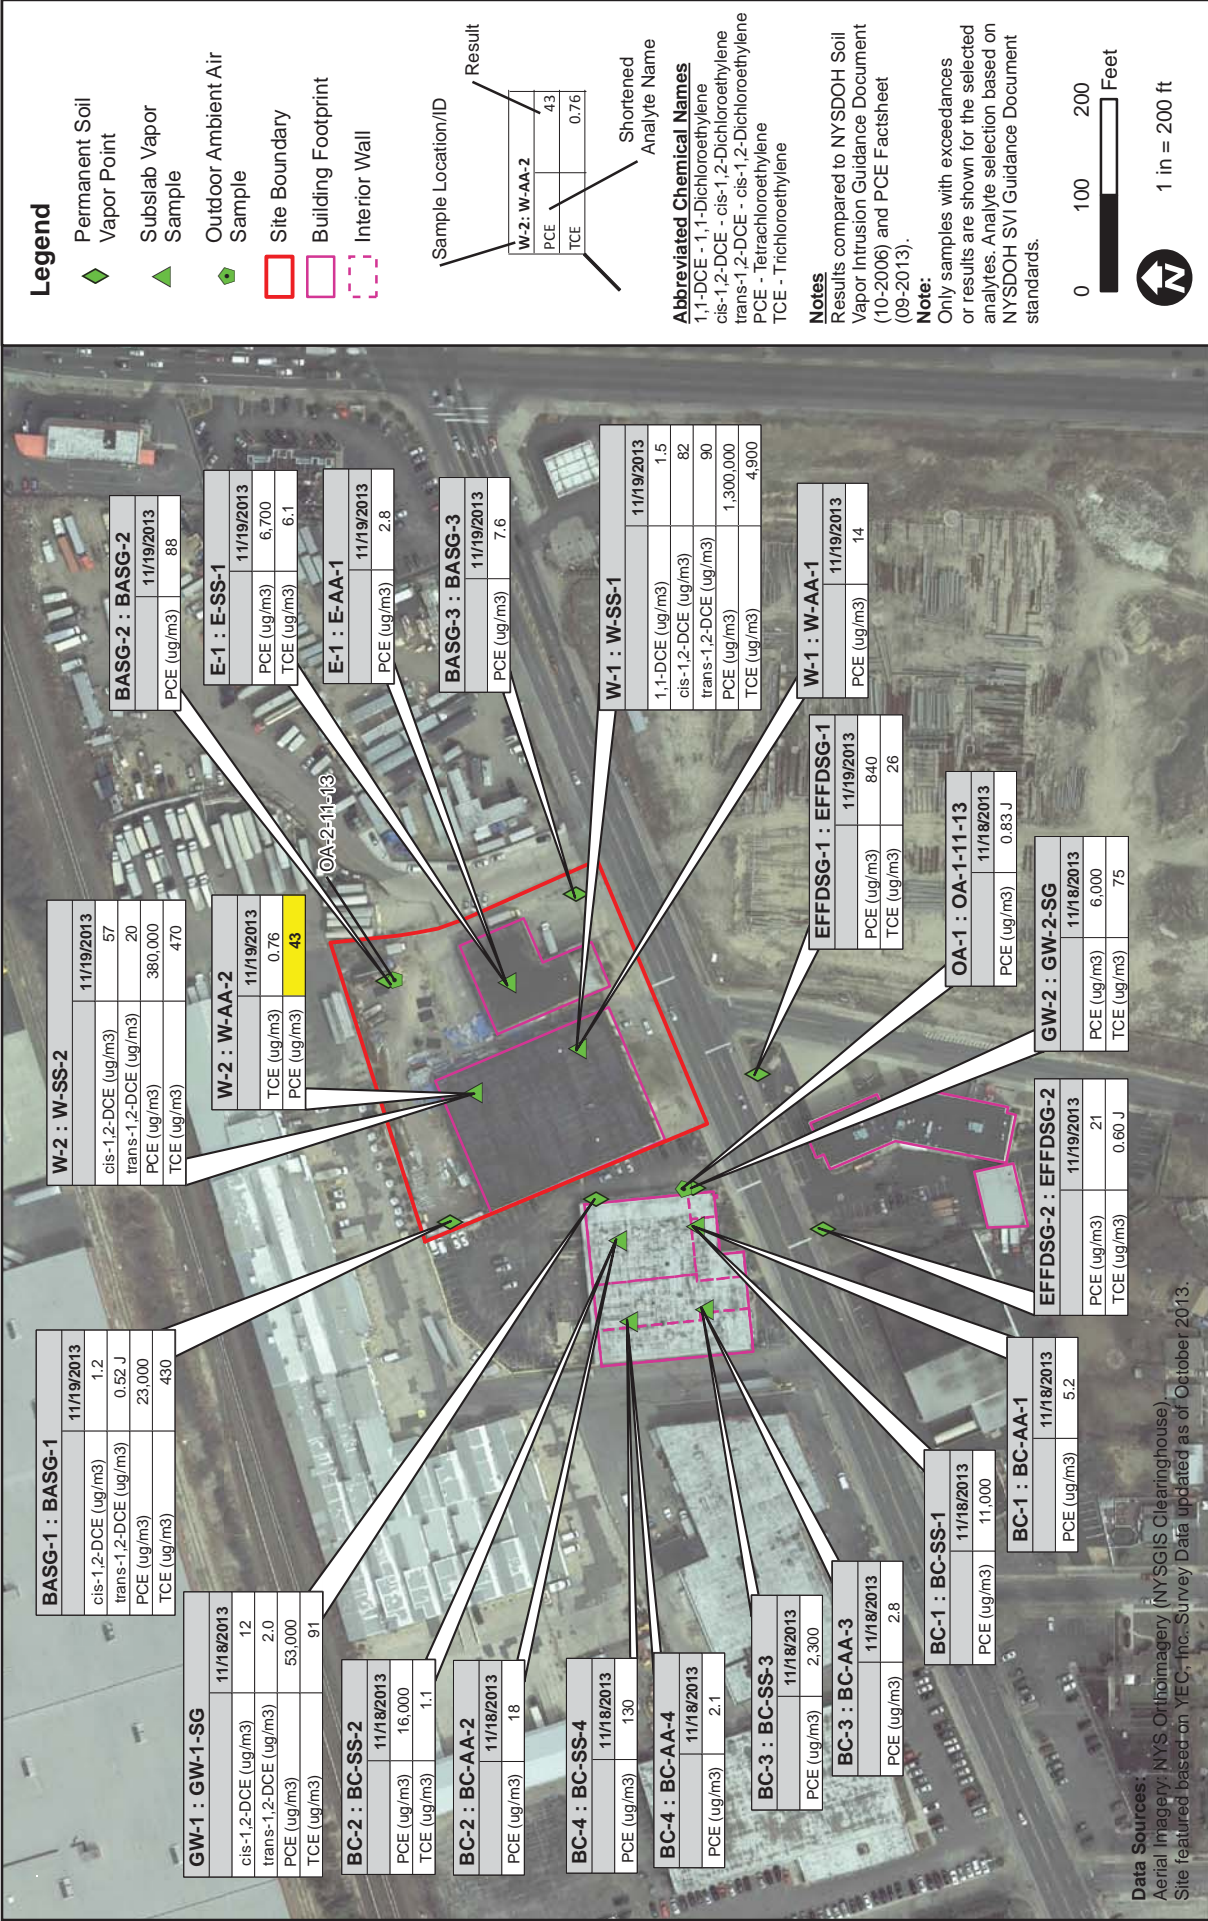 BASG-1 : BASG-1
11/19/2013
cis-1,2-DCE (ug/m3) 1.2
trans-1,2-DCE (ug/m3) 0.52 J
PCE (ug/m3) 23,000
TCE (ug/m3) 430
W-2 : W-SS-2
11/19/2013
cis-1,2-DCE (ug/m3) 57
trans-1,2-DCE (ug/m3) 20
PCE (ug/m3) 380,000
TCE (ug/m3) 470
W-2 : W-AA-2
11/19/2013
TCE (ug/m3) 0.76
PCE (ug/m3) 43
BASG-2 : BASG-2
11/19/2013
PCE (ug/m3) 88
E-1 : E-SS-1
11/19/2013
PCE (ug/m3) 6,700
TCE (ug/m3) 6.1
E-1 : E-AA-1
11/19/2013
PCE (ug/m3) 2.8
BASG-3 : BASG-3
11/19/2013
PCE (ug/m3) 7.6
OA-2-11-13
GW-1 : GW-1-SG
11/18/2013
cis-1,2-DCE (ug/m3) 12
trans-1,2-DCE (ug/m3) 2.0
PCE (ug/m3) 53,000
TCE (ug/m3) 91
BC-2 : BC-SS-2
11/18/2013
PCE (ug/m3) 16,000
TCE (ug/m3) 1.1
BC-2 : BC-AA-2
11/18/2013
PCE (ug/m3) 18
BC-4 : BC-SS-4
11/18/2013
PCE (ug/m3) 130
BC-4 : BC-AA-4
11/18/2013
PCE (ug/m3) 2.1
BC-3 : BC-SS-3
11/18/2013
PCE (ug/m3) 2,300
BC-3 : BC-AA-3
11/18/2013
PCE (ug/m3) 2.8
BC-1 : BC-SS-1
11/18/2013
PCE (ug/m3) 11,000
BC-1 : BC-AA-1
11/18/2013
PCE (ug/m3) 5.2
W-1 : W-SS-1
11/19/2013
1,1-DCE (ug/m3) 1.5
cis-1,2-DCE (ug/m3) 82
trans-1,2-DCE (ug/m3) 90
PCE (ug/m3) 1,300,000
TCE (ug/m3) 4,900
W-1 : W-AA-1
11/19/2013
PCE (ug/m3) 14
EFFDSG-1 : EFFDSG-1
11/19/2013
PCE (ug/m3) 840
TCE (ug/m3) 26
OA-1 : OA-1-11-13
11/18/2013
PCE (ug/m3) 0.83 J
GW-2 : GW-2-SG
11/18/2013
PCE (ug/m3) 6,000
TCE (ug/m3) 75
EFFDSG-2 : EFFDSG-2
11/19/2013
PCE (ug/m3) 21
TCE (ug/m3) 0.60 J
Data Sources:
Aerial Imagery: NYS Orthoimagery (NYSGIS Clearinghouse).
Site featured based on YEC, Inc. Survey Data updated as of October 2013.
Legend
Permanent Soil
Vapor Point
Subslab Vapor
Sample
Outdoor Ambient Air
Sample
Site Boundary
Building Footprint
Interior Wall
Sample Location/ID
Result
W-2: W-AA-2
PCE 43
TCE 0.76
Shortened
Analyte Name
Abbreviated Chemical Names
1,1-DCE - 1,1-Dichloroethylene
cis-1,2-DCE - cis-1,2-Dichloroethylene
trans-1,2-DCE - cis-1,2-Dichloroethylene
PCE - Tetrachloroethylene
TCE - Trichloroethylene
Notes
Results compared to NYSDOH Soil
Vapor Intrusion Guidance Document
(10-2006) and PCE Factsheet
(09-2013).
Note:
Only samples with exceedances
or results are shown for the selected
analytes. Analyte selection based on
NYSDOH SVI Guidance Document
standards.
0 100 200
Feet
N
1 in = 200 ft